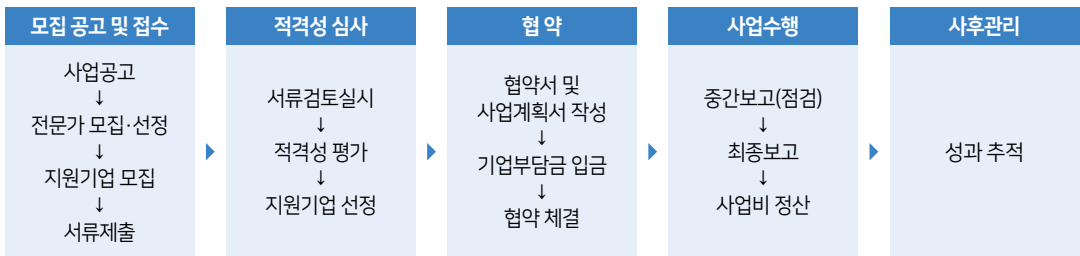 모집 공고 및 접수
사업공고
↓
전문가 모집·선정
↓
지원기업 모집
↓
서류제출
적격성 심사
서류검토실시
↓
적격성 평가
↓
지원기업 선정
협 약
협약서 및
사업계획서 작성
↓
기업부담금 입금
↓
협약 체결
사업수행
중간보고(점검)
↓
최종보고
↓
사업비 정산
사후관리
성과 추적